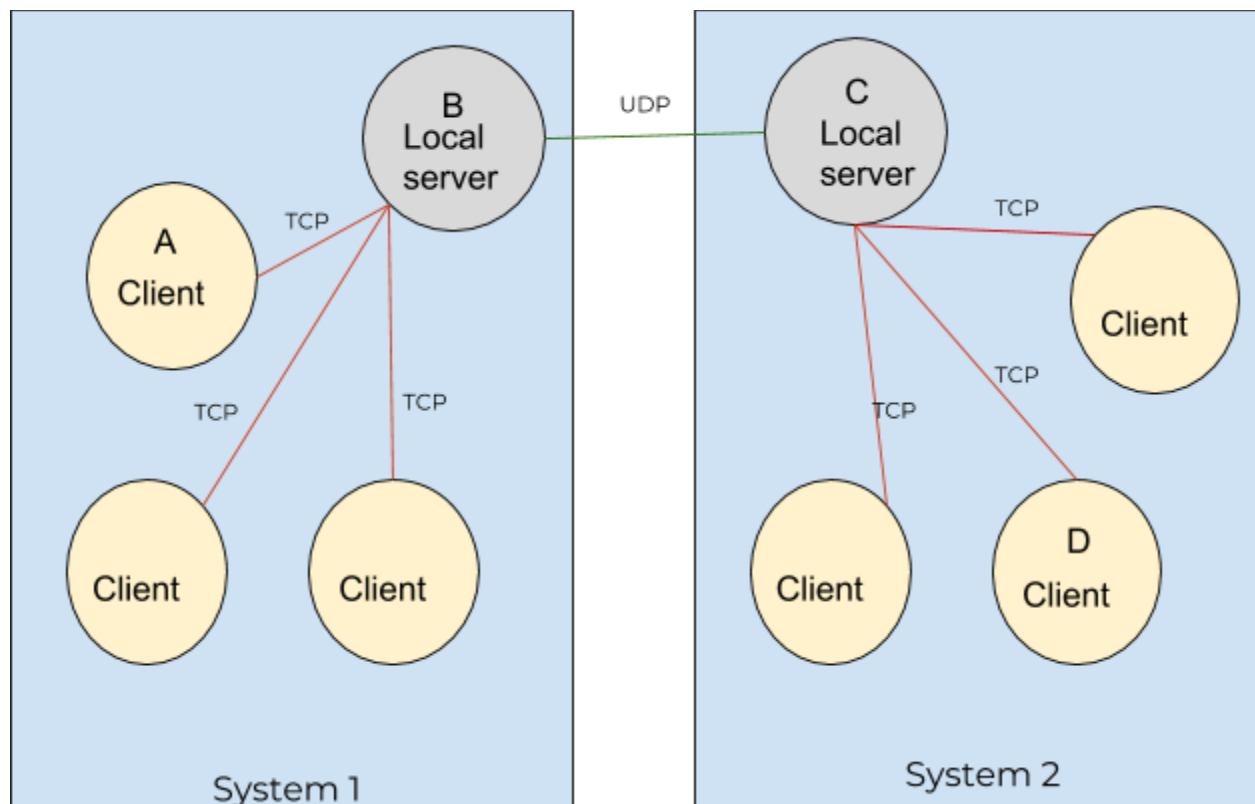 B
Local
server
UDP
C
Local
server
TCP
A
Client
TCP
Client
TCP
TCP
TCP
TCP
Client
Client
Client
D
Client
System 1
System 2